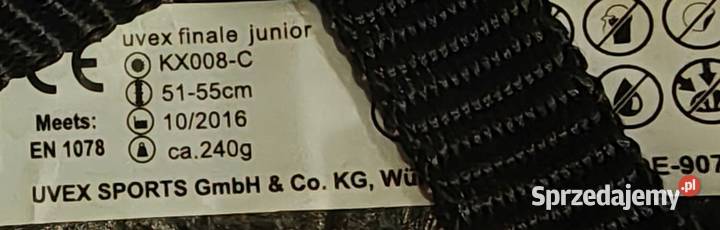 uvex finale junior
CE KX008-C
51-55cm
Meets: 10/2016
EN 1078 ca.240g
UVEX SPORTS GmbH & Co. KG, E-907
Sprzedajemy.pl